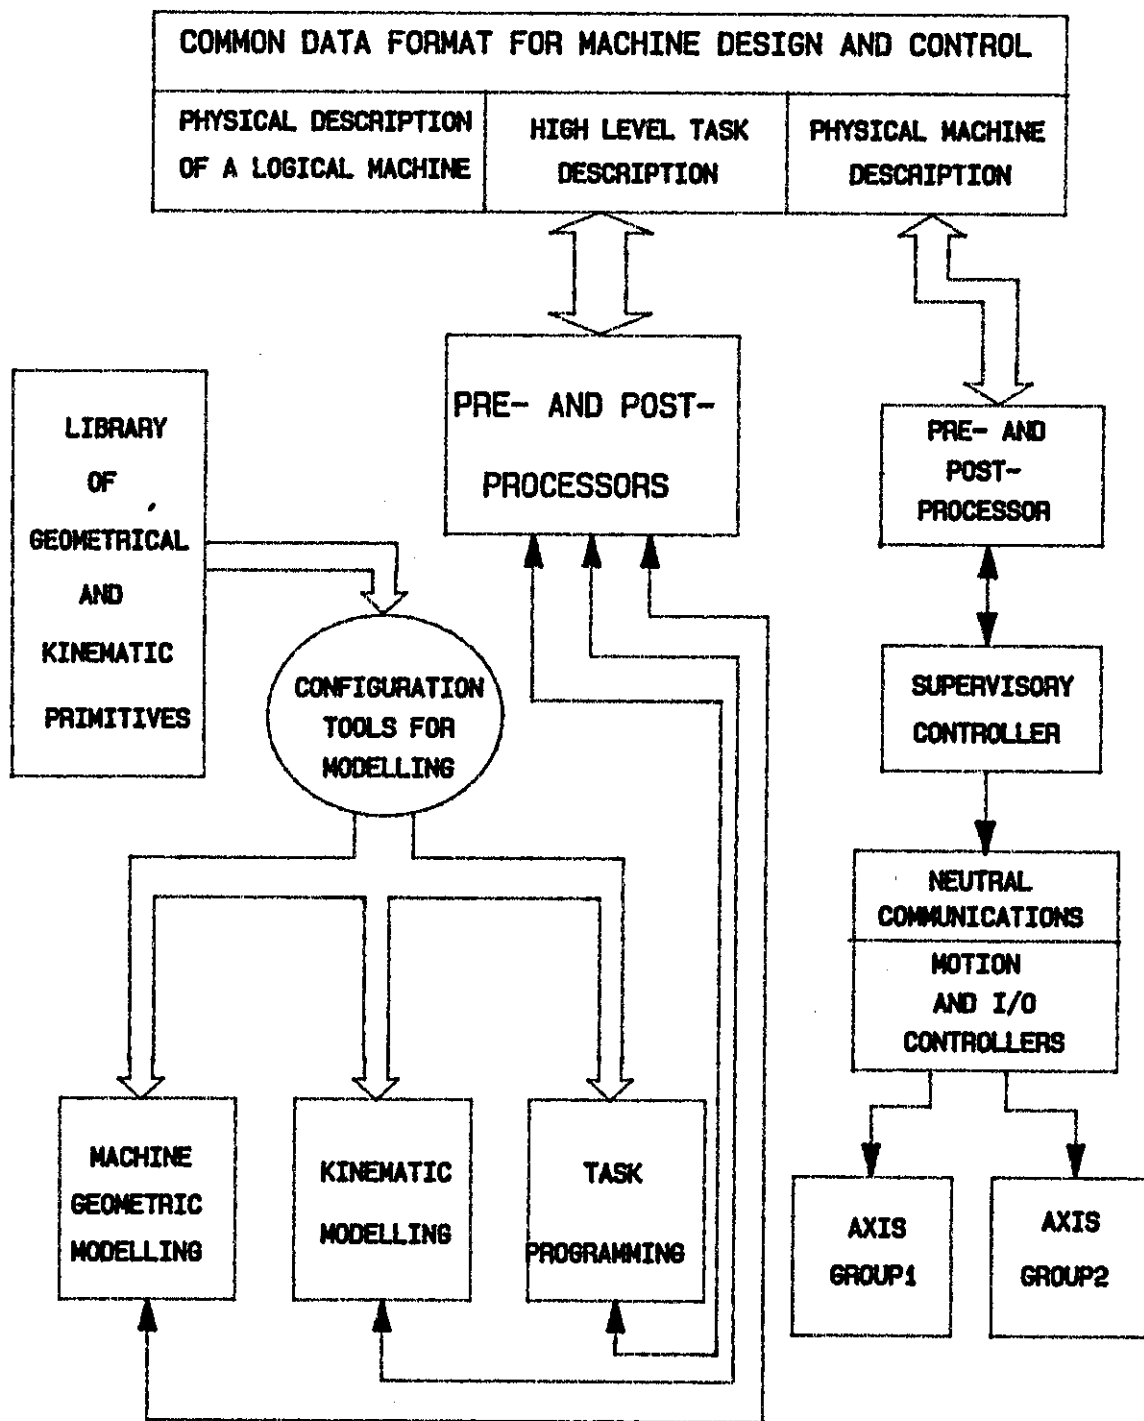 COMMON DATA FORMAT FOR MACHINE DESIGN AND CONTROL
PHYSICAL DESCRIPTION
OF A LOGICAL MACHINE
HIGH LEVEL TASK
DESCRIPTION
PHYSICAL MACHINE
DESCRIPTION
PRE- AND POST-
PROCESSORS
PRE- AND
POST-
PROCESSOR
LIBRARY
OF
GEOMETRICAL
AND
KINEMATIC
PRIMITIVES
CONFIGURATION
TOOLS FOR
MODELLING
SUPERVISORY
CONTROLLER
NEUTRAL
COMMUNICATIONS
MOTION
AND I/O
CONTROLLERS
MACHINE
GEOMETRIC
MODELLING
KINEMATIC
MODELLING
TASK
PROGRAMMING
AXIS
GROUP1
AXIS
GROUP2